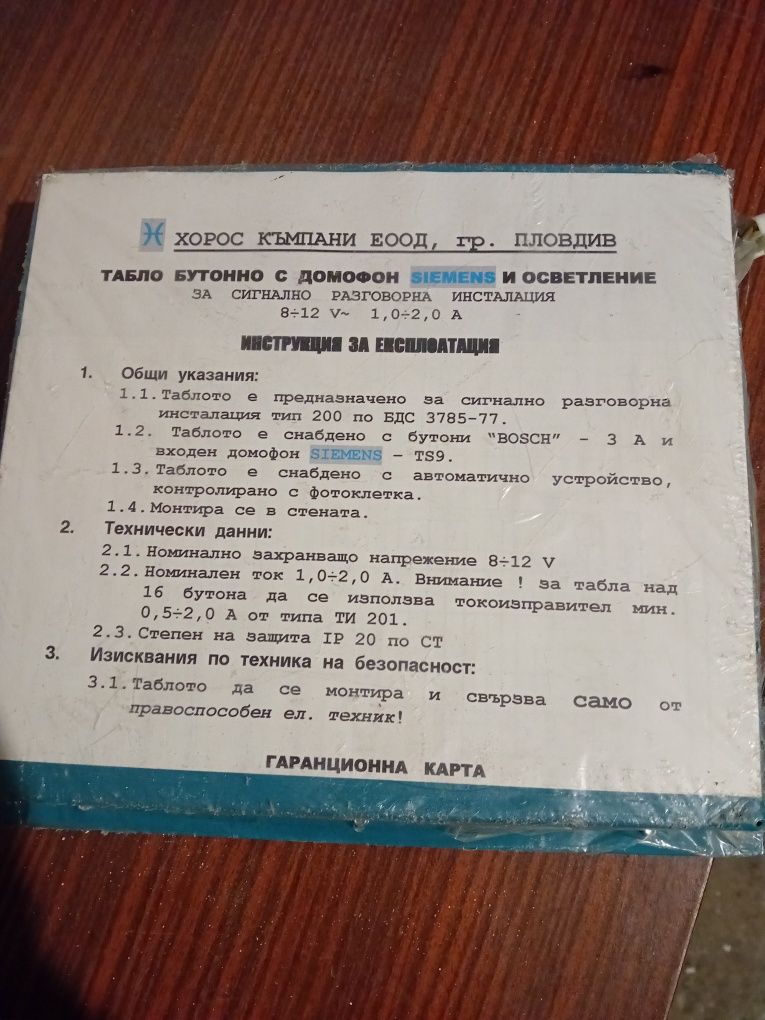 ХОРОС КЪМПАНИ ЕООД, гр. ПЛОВДИВ
ТАБЛО БУТОННО С ДОМОФОН SIEMENS И ОСВЕТЛЕНИЕ
ЗА СИГНАЛНО РАЗГОВОРНА ИНСТАЛАЦИЯ
8÷12 V~ 1,0÷2,0 А
ИНСТРУКЦИЯ ЗА ЕКСПЛОАТАЦИЯ
1. Общи указания:
1.1. Таблото е предназначено за сигнално разговорна
инсталация тип 200 по БДС 3785-77.
1.2. Таблото е снабдено с бутони "BOSCH" – 3 А и
входен домофон SIEMENS – TS9.
1.3. Таблото е снабдено с автоматично устройство,
контролирано с фотоклетка.
1.4. Монтира се в стената.
2. Технически данни:
2.1. Номинално захранващо напрежение 8÷12 V
2.2. Номинален ток 1,0÷2,0 А. Внимание ! за табла над
16 бутона да се използва токоизправител мин.
0,5÷2,0 А от типа ТИ 201.
2.3. Степен на защита IP 20 по СТ
3. Изисквания по техника на безопасност:
3.1. Таблото да се монтира и свързва само от
правоспособен ел. техник!
ГАРАНЦИОННА КАРТА